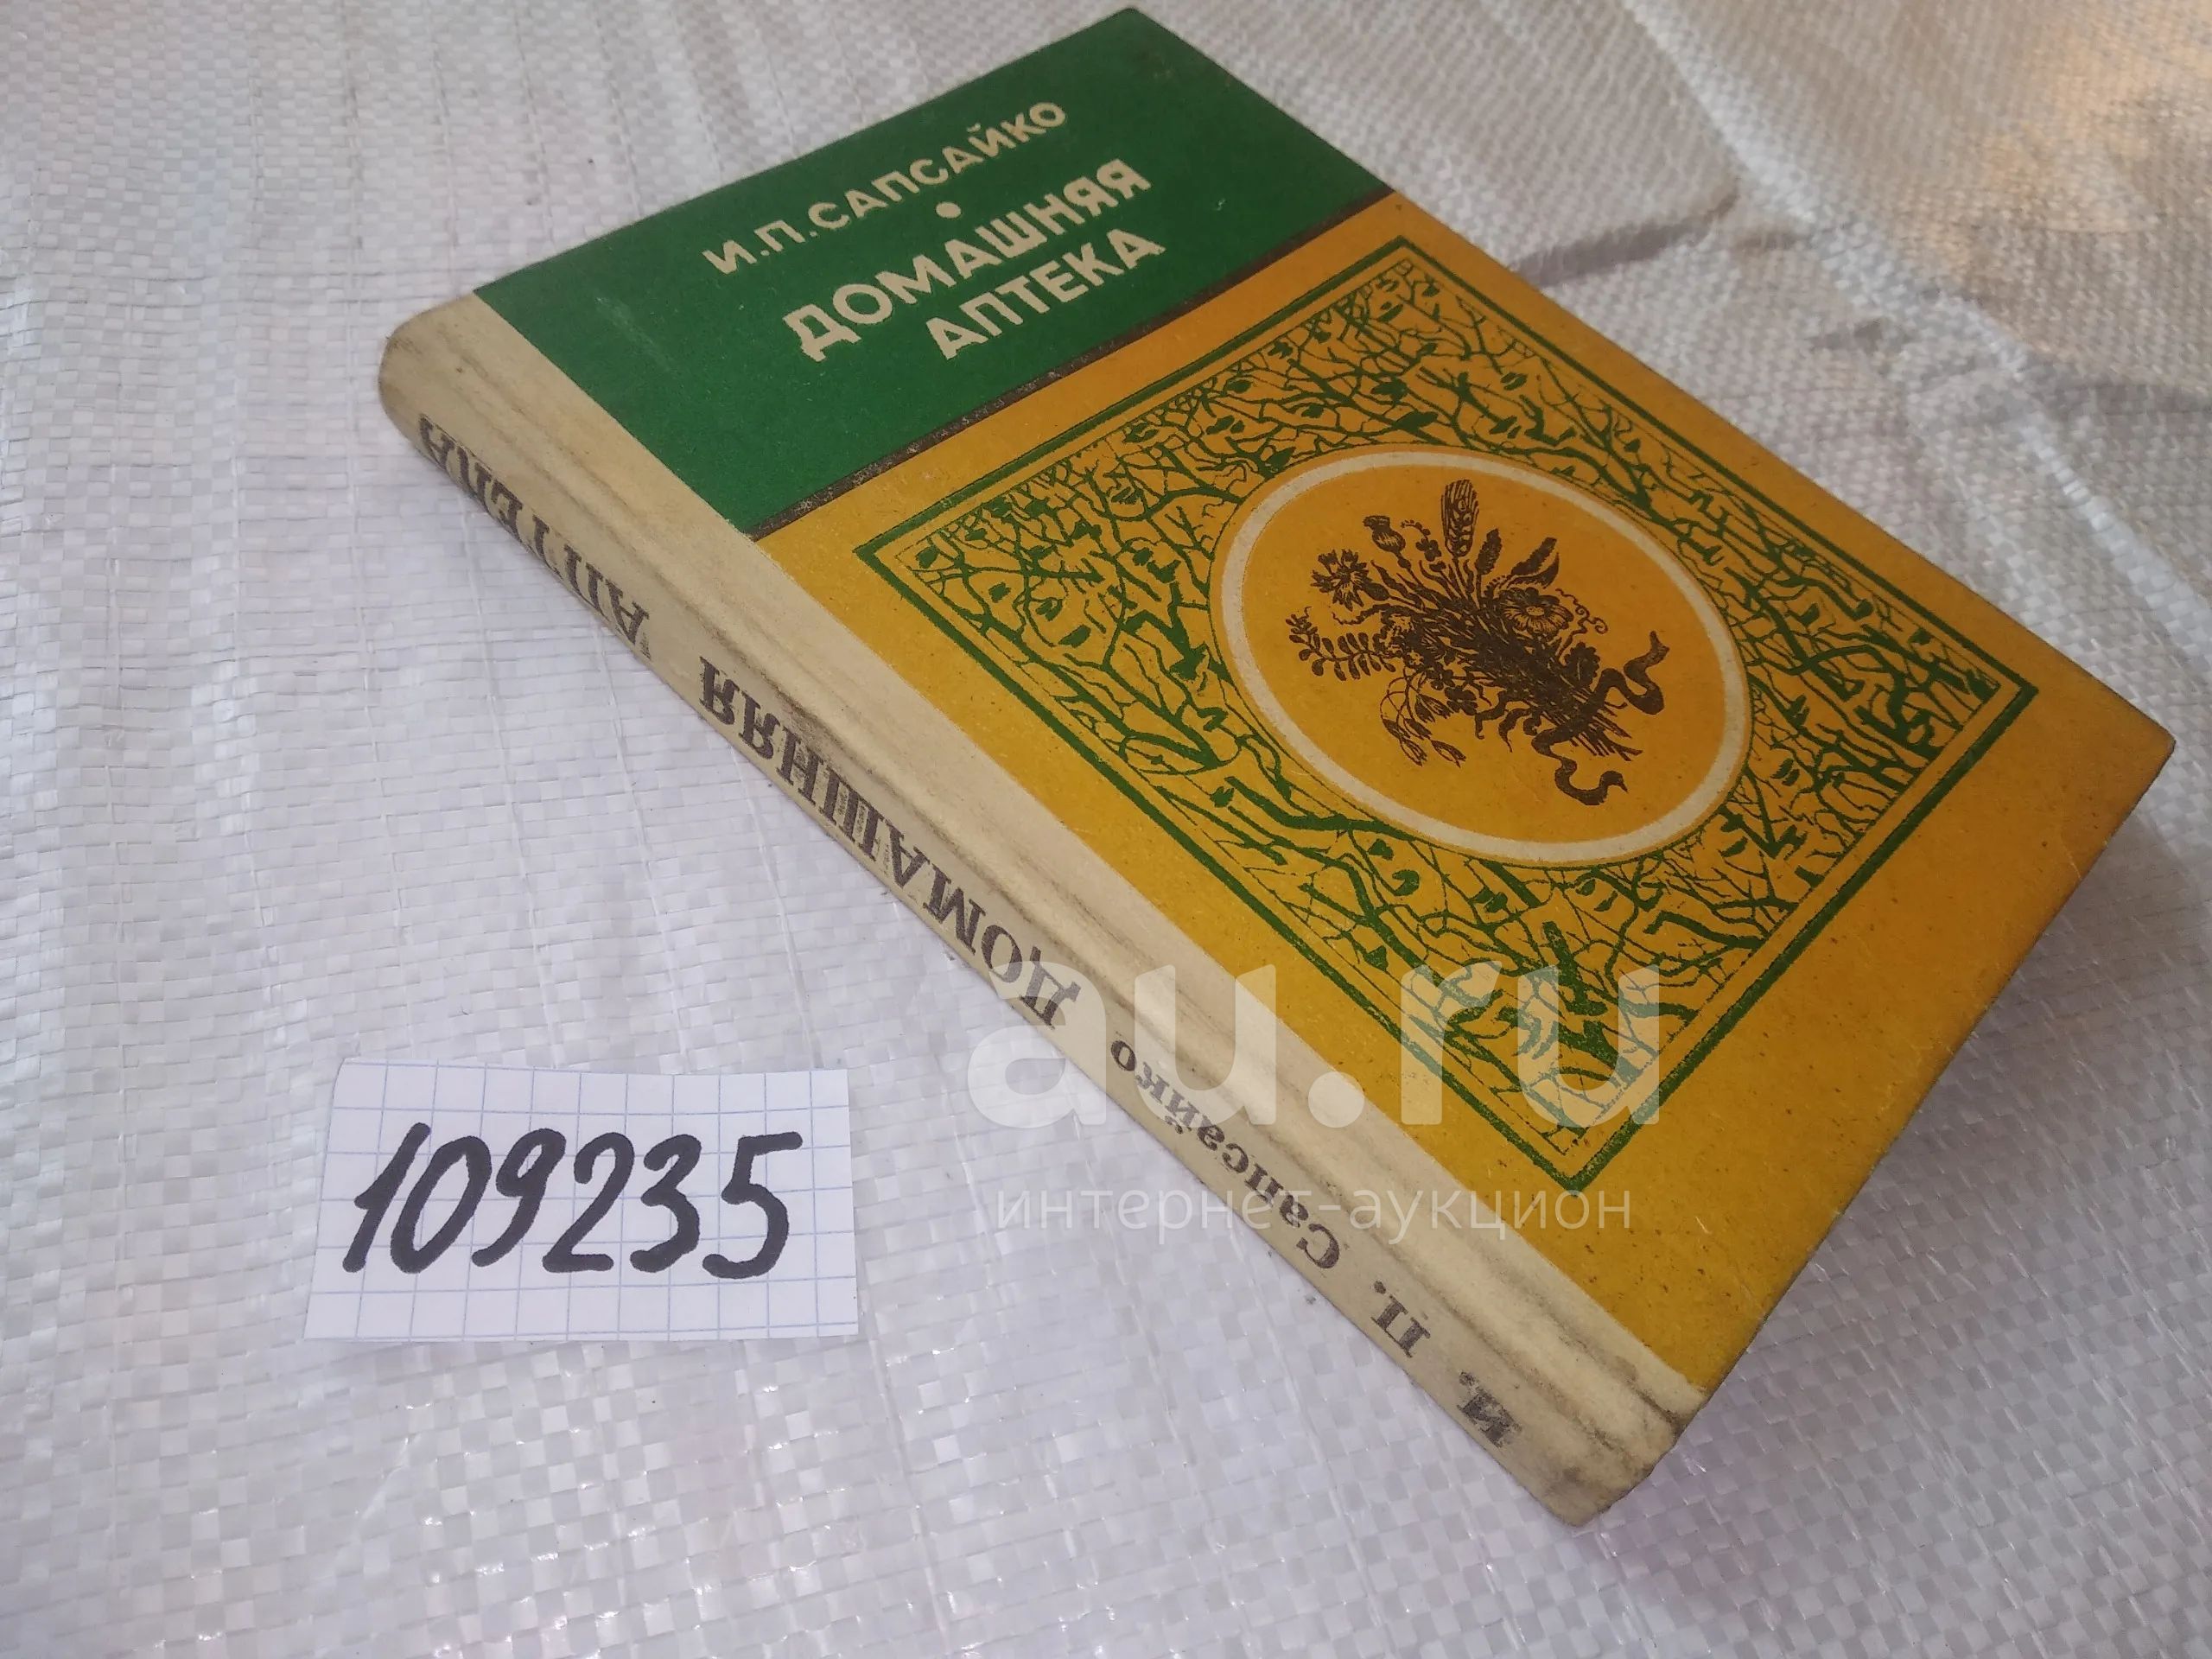 И.П.САПСАЙКО
ДОМАШНЯЯ
АПТЕКА
И. П. Сапсайко ДОМАШНЯЯ АПТЕКА
109235
au.ru
интернет-аукцион